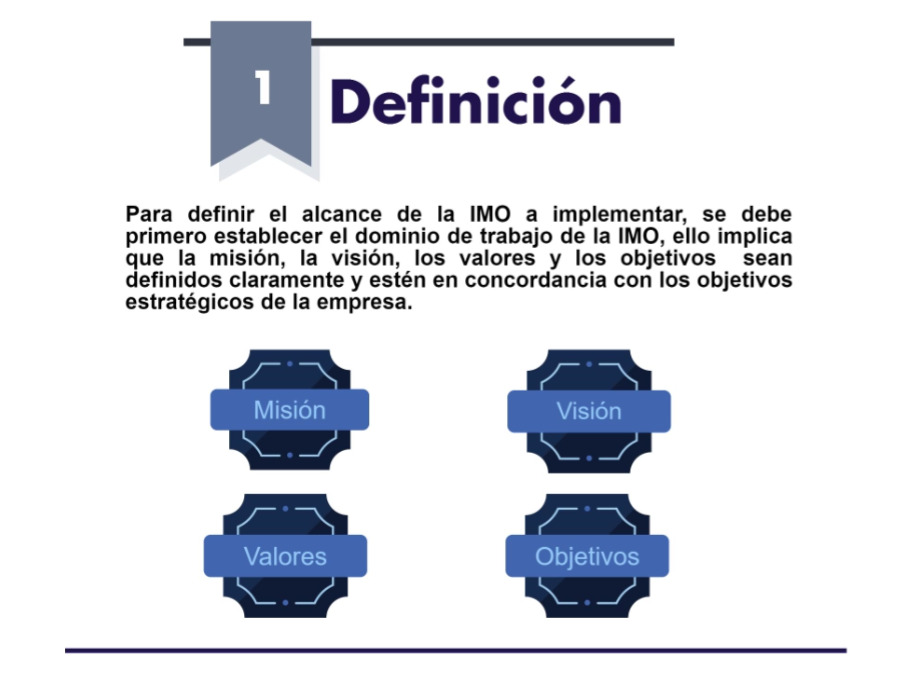 1
Definición
Para definir el alcance de la IMO a implementar, se debe
primero establecer el dominio de trabajo de la IMO, ello implica
que la misión, la visión, los valores y los objetivos sean
definidos claramente y estén en concordancia con los objetivos
estratégicos de la empresa.
Misión
Visión
Valores
Objetivos